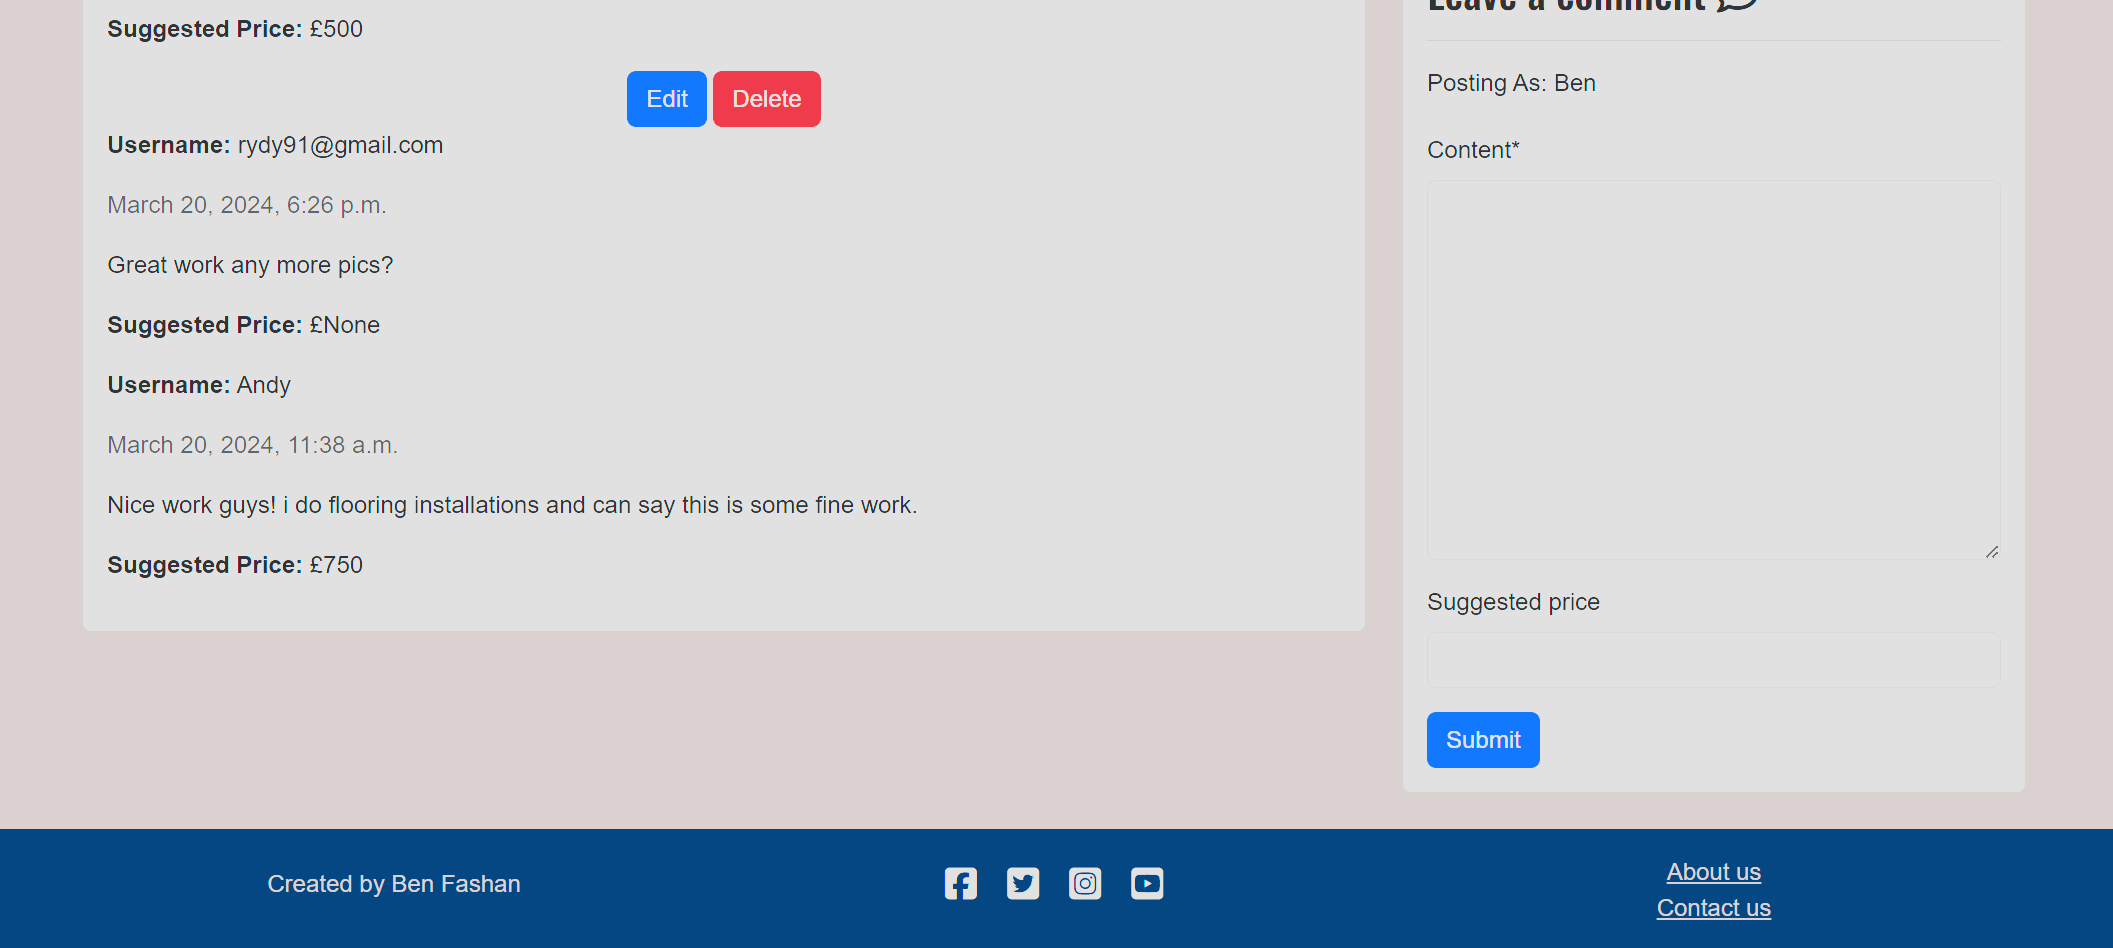 Suggested Price: £500
Edit Delete
Username: rydy91@gmail.com
March 20, 2024, 6:26 p.m.
Great work any more pics?
Suggested Price: £None
Username: Andy
March 20, 2024, 11:38 a.m.
Nice work guys! i do flooring installations and can say this is some fine work.
Suggested Price: £750
Leave a comment
Posting As: Ben
Content*
Suggested price
Submit
Created by Ben Fashan
About us
Contact us